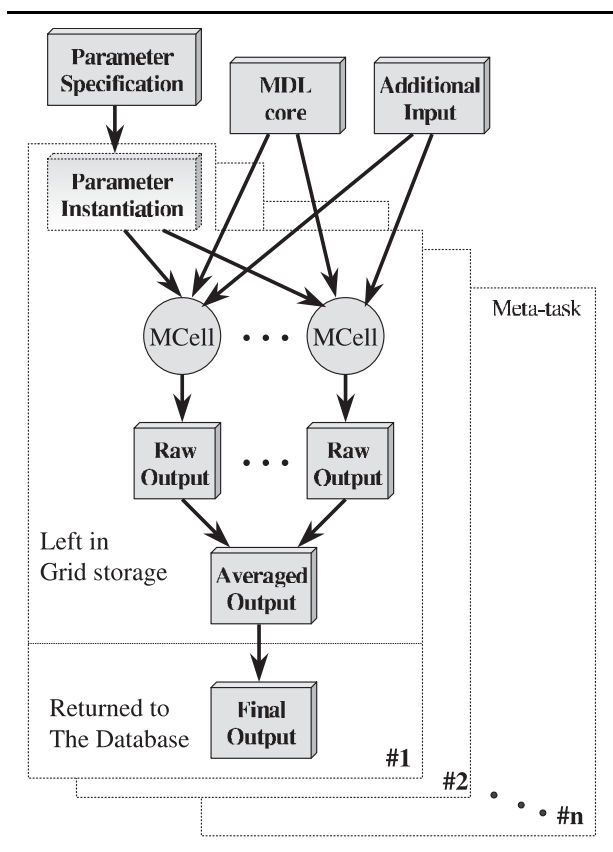 Parameter
Specification
MDL
core
Additional
Input
Parameter
Instantiation
Meta-task
MCell
• • •
MCell
Raw
Output
• • •
Raw
Output
Left in
Grid storage
Averaged
Output
Returned to
The Database
Final
Output
#1
#2
#n